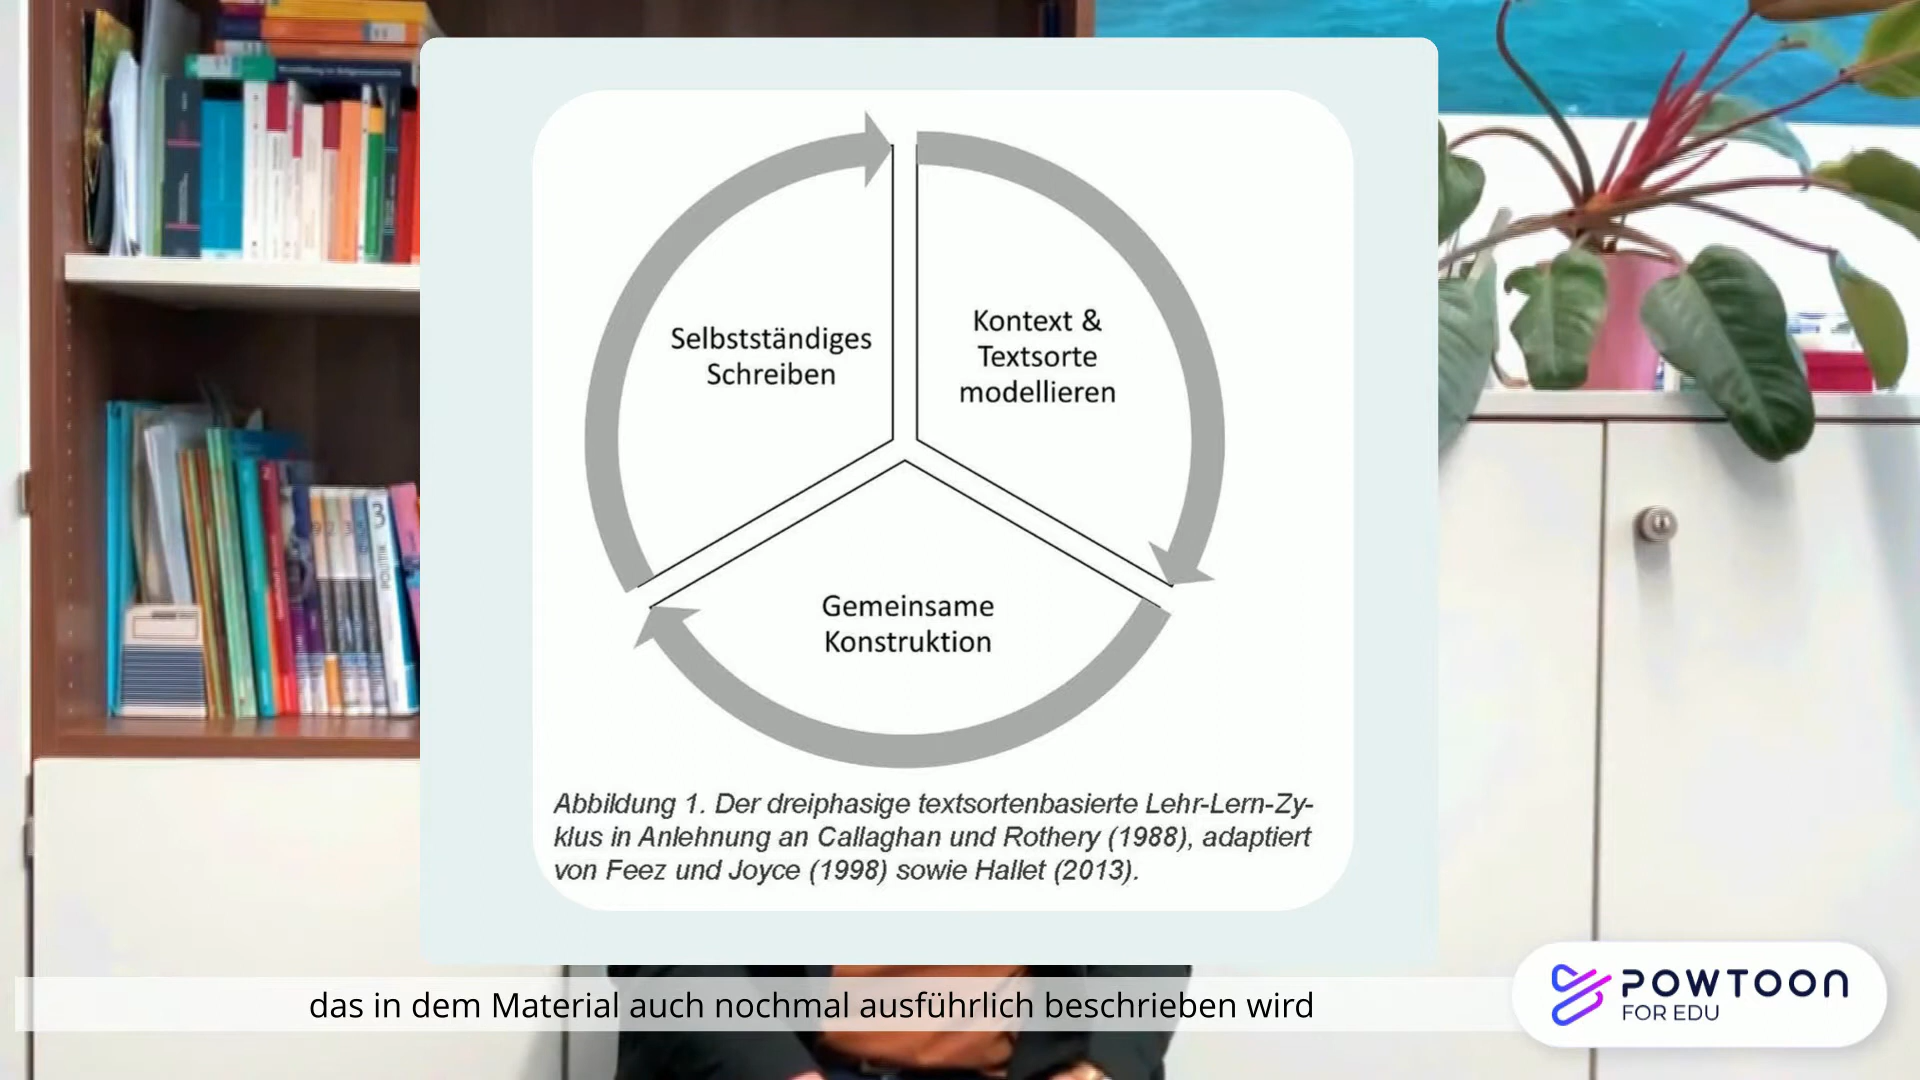 Selbstständiges
Schreiben
Kontext &
Textsorte
modellieren
Gemeinsame
Konstruktion
Abbildung 1. Der dreiphasige textsortenbasierte Lehr-Lern-Zy-
klus in Anlehnung an Callaghan und Rothery (1988), adaptiert
von Feez und Joyce (1998) sowie Hallet (2013).
das in dem Material auch nochmal ausführlich beschrieben wird
POWTOON
FOR EDU
3
POLITIK